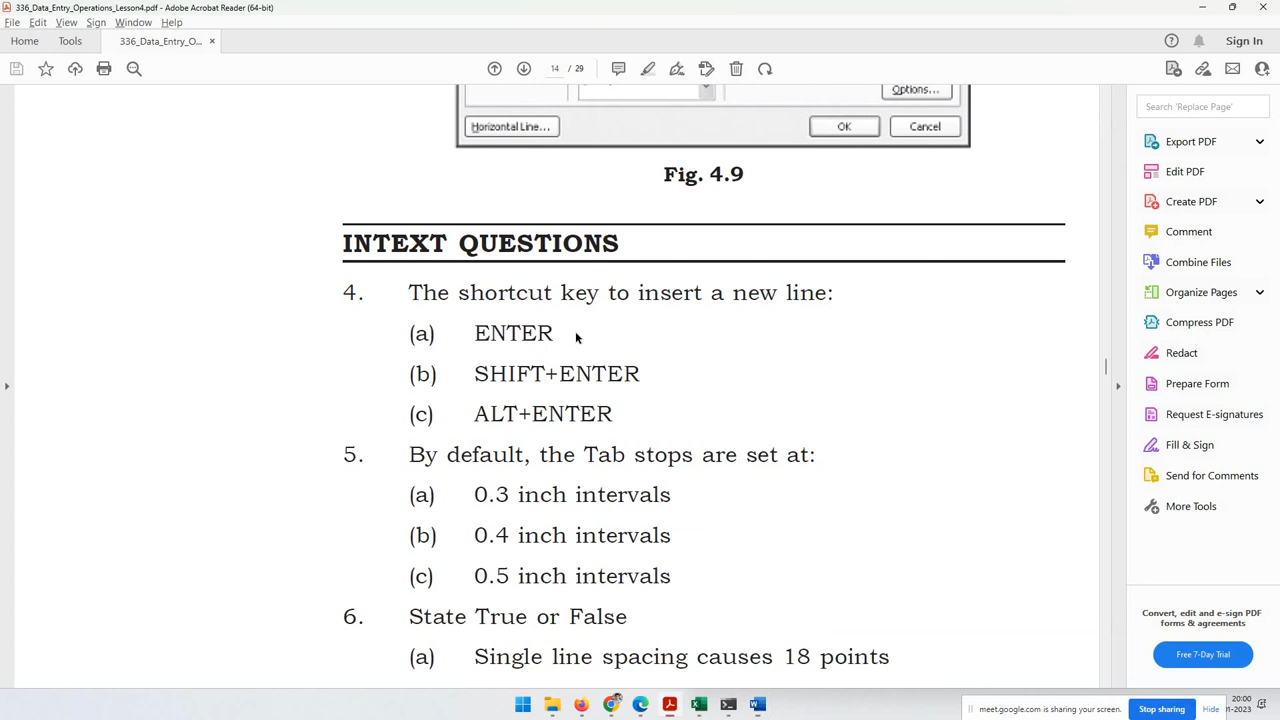 336_Data_Entry_Operations_Lesson4.pdf - Adobe Acrobat Reader (64-bit)
File Edit View Sign Window Help
Home Tools 336_Data_Entry_O... × Sign In
14 / 29
Options...
Horizontal Line... OK Cancel
Fig. 4.9
INTEXT QUESTIONS
4. The shortcut key to insert a new line:
(a) ENTER
(b) SHIFT+ENTER
(c) ALT+ENTER
5. By default, the Tab stops are set at:
(a) 0.3 inch intervals
(b) 0.4 inch intervals
(c) 0.5 inch intervals
6. State True or False
(a) Single line spacing causes 18 points
Search 'Replace Page'
Export PDF
Edit PDF
Create PDF
Comment
Combine Files
Organize Pages
Compress PDF
Redact
Prepare Form
Request E-signatures
Fill & Sign
Send for Comments
More Tools
Convert, edit and e-sign PDF
forms & agreements
Free 7-Day Trial
meet.google.com is sharing your screen. Stop sharing Hide
20:00
1-2023